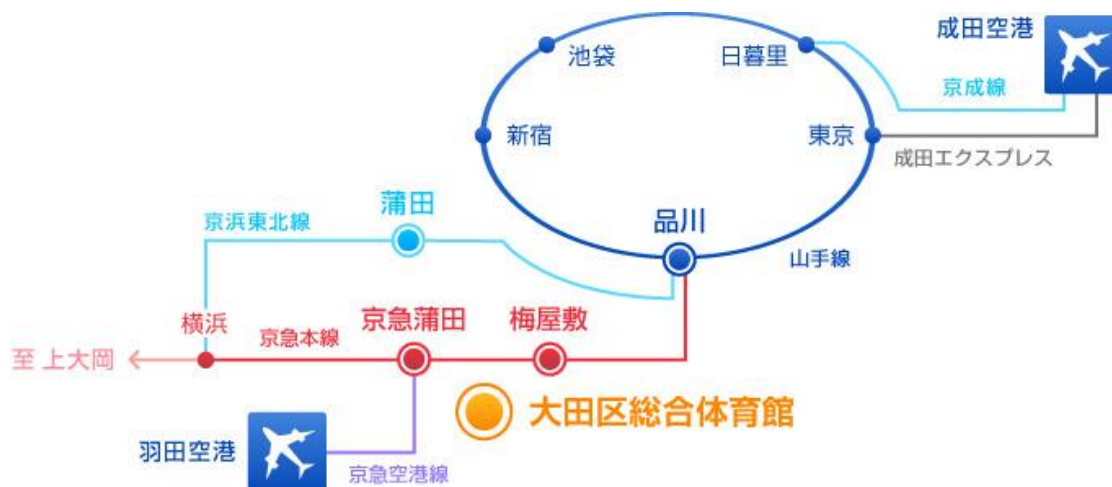 成田空港
池袋
日暮里
京成線
新宿
東京
成田エクスプレス
蒲田
京浜東北線
品川
山手線
横浜
京急本線
京急蒲田
梅屋敷
至 上大岡
大田区総合体育館
羽田空港
京急空港線